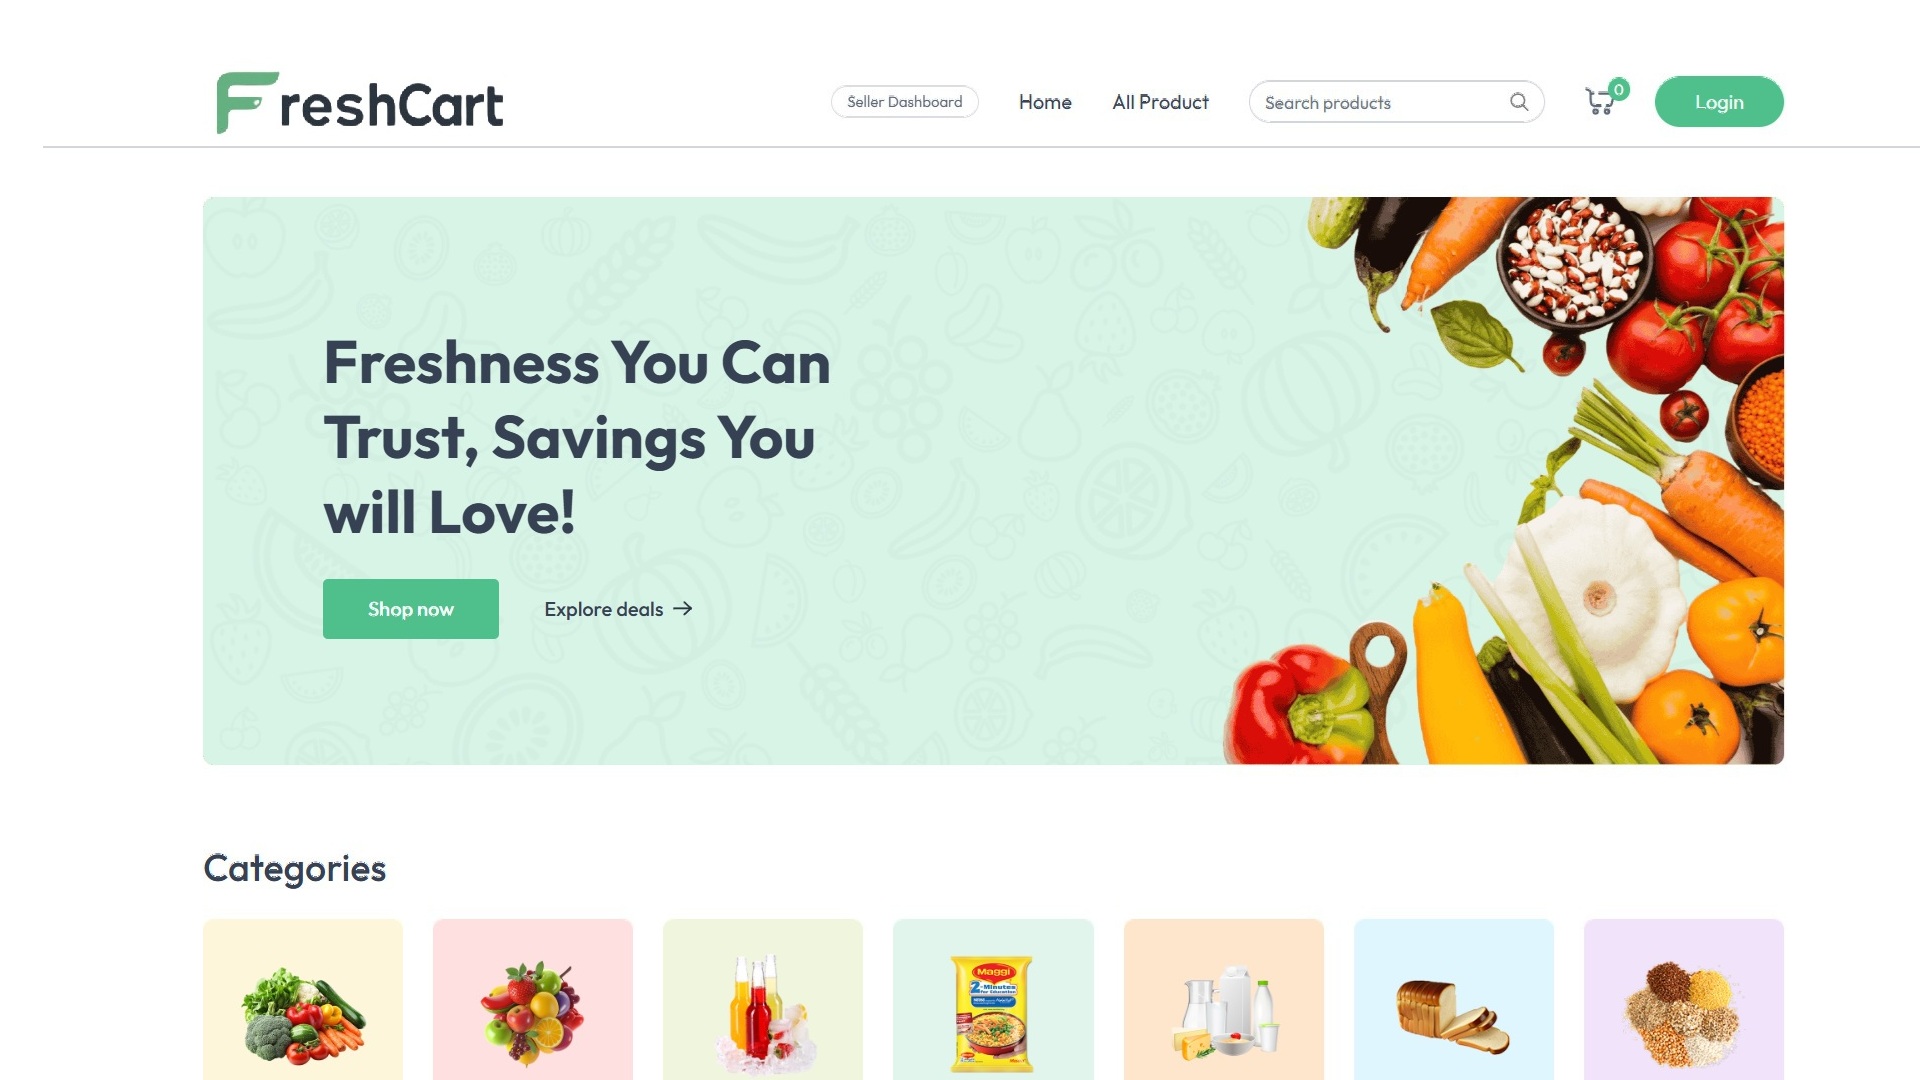 FreshCart
Seller Dashboard
Home
All Product
Search products
0
Login
Freshness You Can
Trust, Savings You
will Love!
Shop now
Explore deals →
Categories
Maggi
2-Minutes